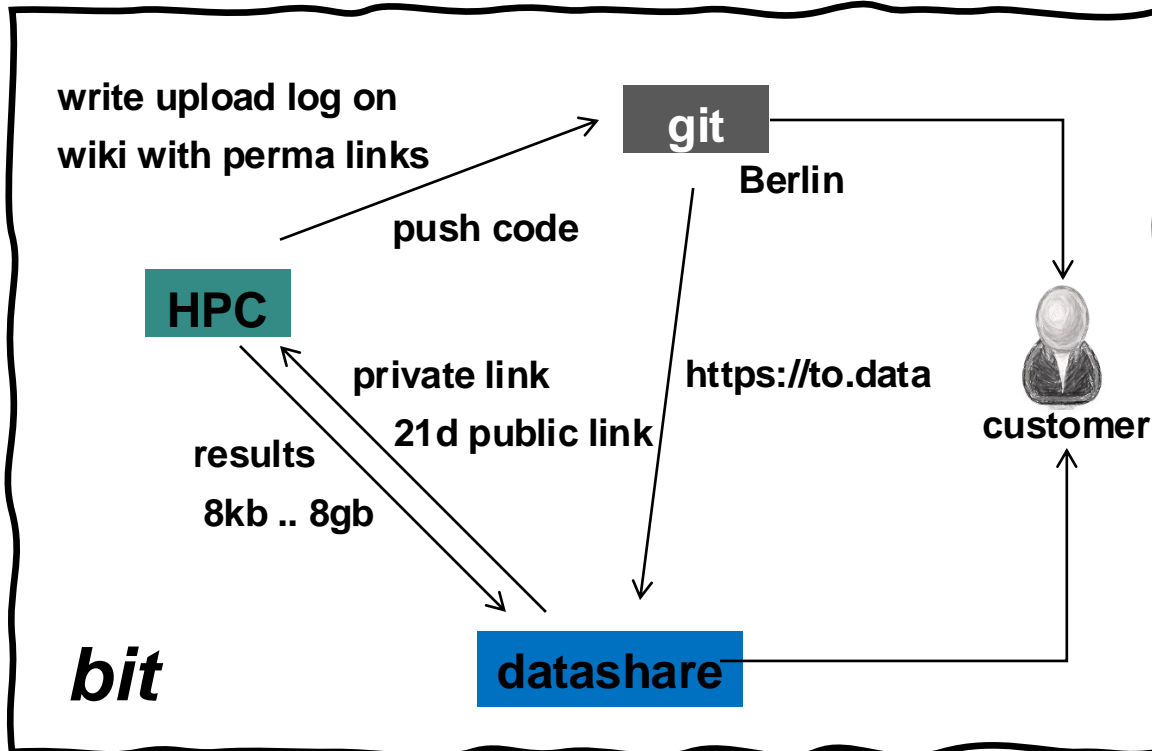 write upload log on
wiki with perma links
git
Berlin
push code
HPC
private link
https://to.data
21d public link
customer
results
8kb .. 8gb
bit
datashare